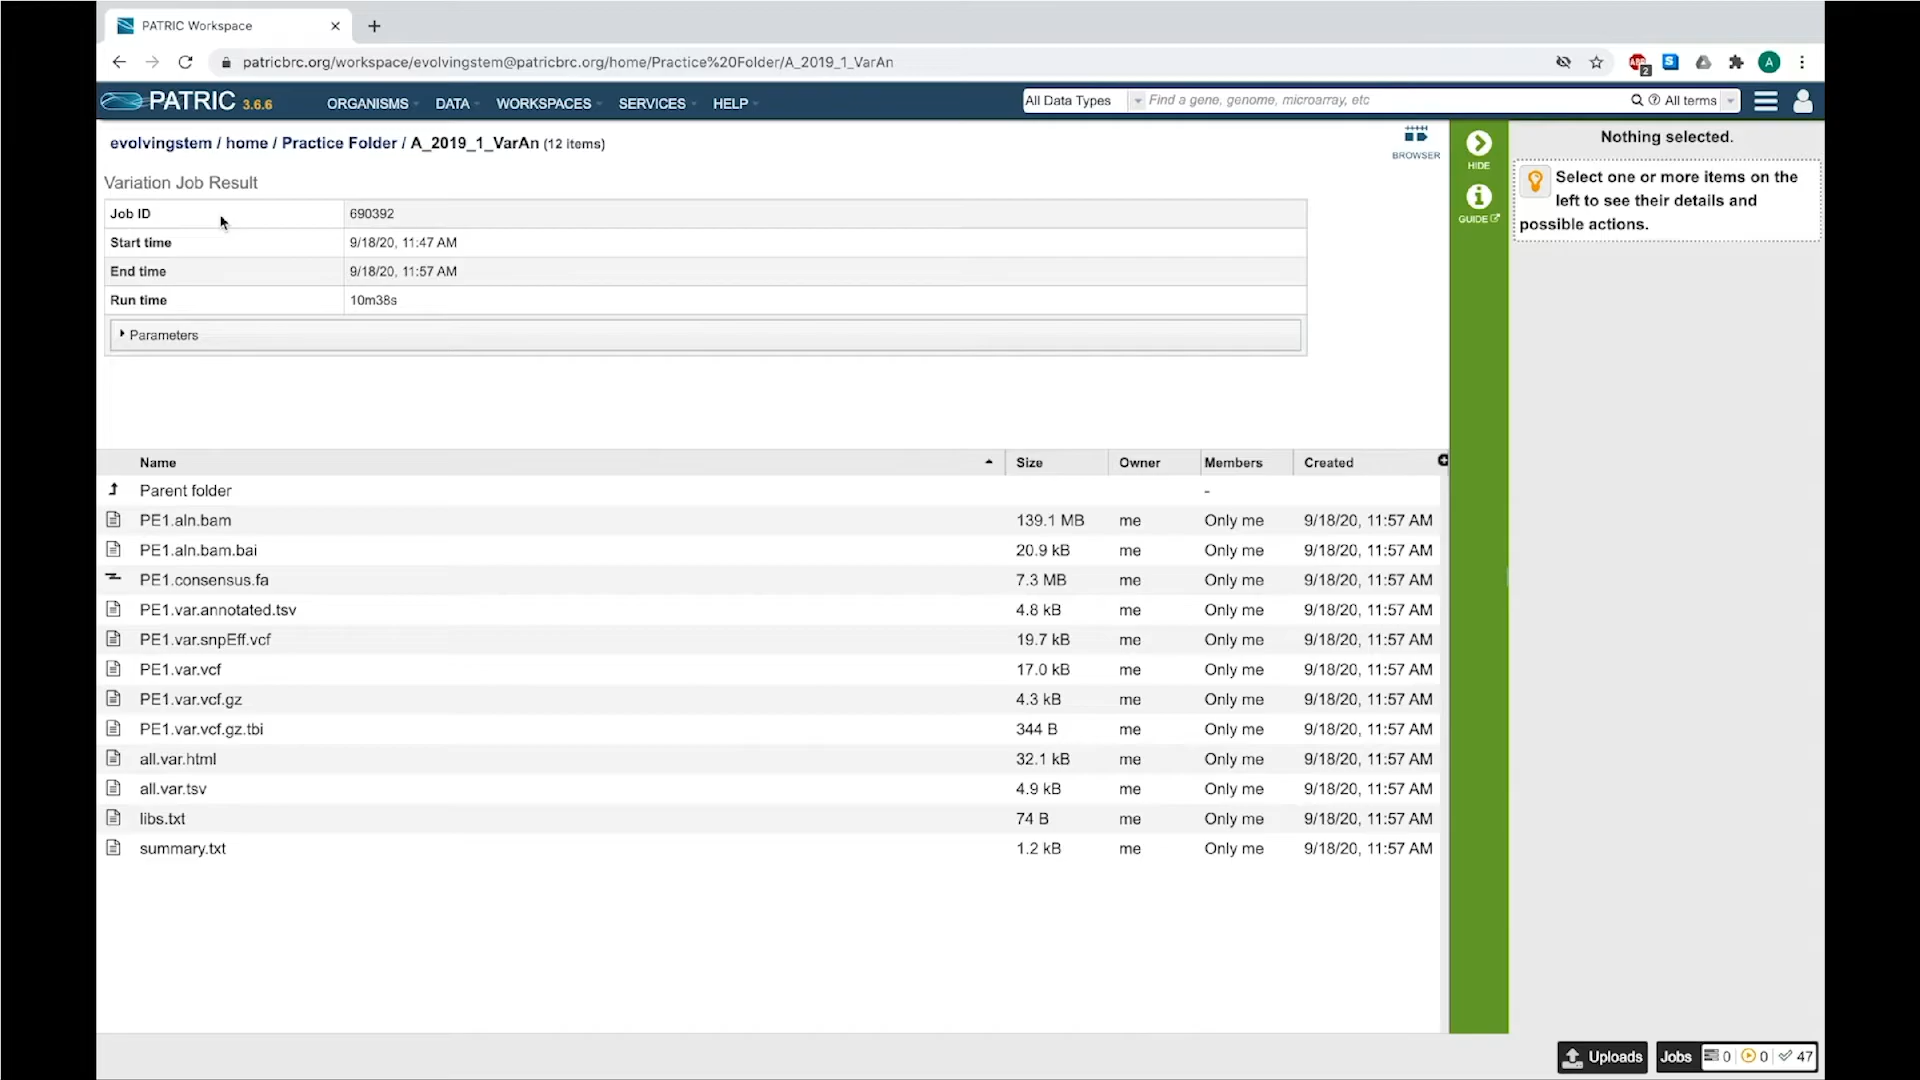 PATRIC Workspace
patricbrc.org/workspace/evolvingstem@patricbrc.org/home/Practice%20Folder/A_2019_1_VarAn
ABP 2 S A
PATRIC 3.6.6 ORGANISMS DATA WORKSPACES SERVICES HELP All Data Types Find a gene, genome, microarray, etc All terms
evolvingstem / home / Practice Folder / A_2019_1_VarAn (12 items)
BROWSER
HIDE
GUIDE
Nothing selected.
Select one or more items on the
left to see their details and
possible actions.
Variation Job Result
Job ID 690392
Start time 9/18/20, 11:47 AM
End time 9/18/20, 11:57 AM
Run time 10m38s
Parameters
Name Size Owner Members Created
Parent folder -
PE1.aln.bam 139.1 MB me Only me 9/18/20, 11:57 AM
PE1.aln.bam.bai 20.9 kB me Only me 9/18/20, 11:57 AM
PE1.consensus.fa 7.3 MB me Only me 9/18/20, 11:57 AM
PE1.var.annotated.tsv 4.8 kB me Only me 9/18/20, 11:57 AM
PE1.var.snpEff.vcf 19.7 kB me Only me 9/18/20, 11:57 AM
PE1.var.vcf 17.0 kB me Only me 9/18/20, 11:57 AM
PE1.var.vcf.gz 4.3 kB me Only me 9/18/20, 11:57 AM
PE1.var.vcf.gz.tbi 344 B me Only me 9/18/20, 11:57 AM
all.var.html 32.1 kB me Only me 9/18/20, 11:57 AM
all.var.tsv 4.9 kB me Only me 9/18/20, 11:57 AM
libs.txt 74 B me Only me 9/18/20, 11:57 AM
summary.txt 1.2 kB me Only me 9/18/20, 11:57 AM
Uploads Jobs 0 0 47